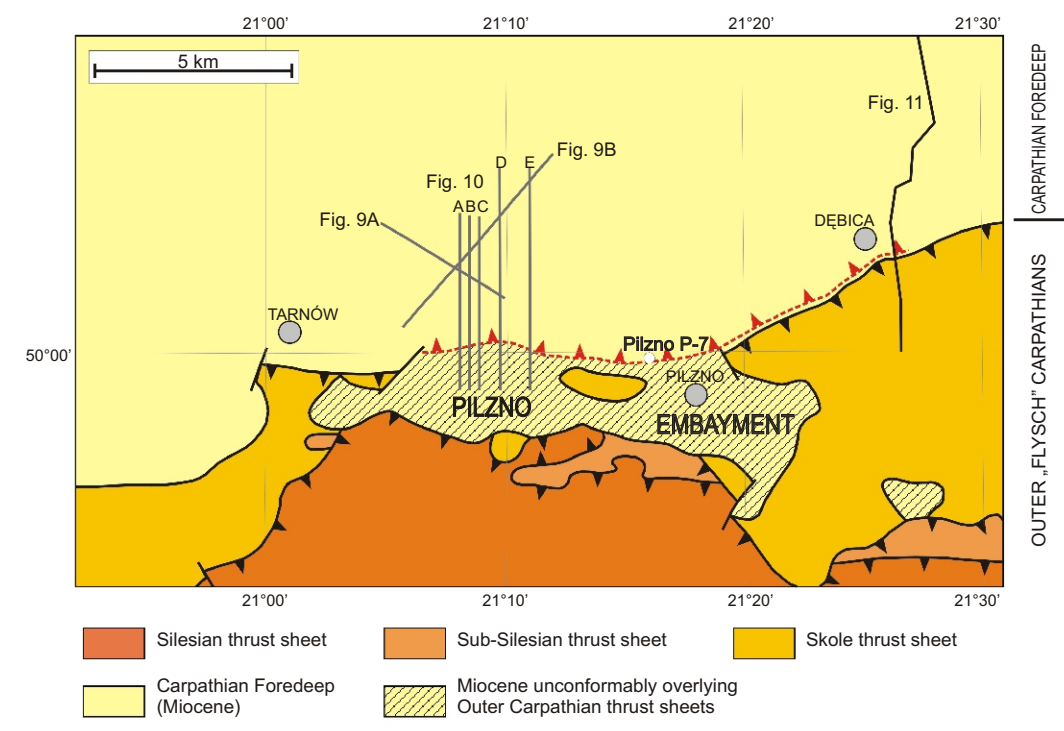 21°00’ 21°10’ 21°20’ 21°30’
5 km
CARPATHIAN FOREDEEP
Fig. 11
Fig. 9B
D E
Fig. 10
A B C
Fig. 9A
DĘBICA
TARNÓW
Pilzno P-7
50°00’
PILZNO
PILZNO
EMBAYMENT
OUTER „FLYSCH” CARPATHIANS
21°00’ 21°10’ 21°20’ 21°30’
Silesian thrust sheet
Sub-Silesian thrust sheet
Skole thrust sheet
Carpathian Foredeep
(Miocene)
Miocene unconformably overlying
Outer Carpathian thrust sheets